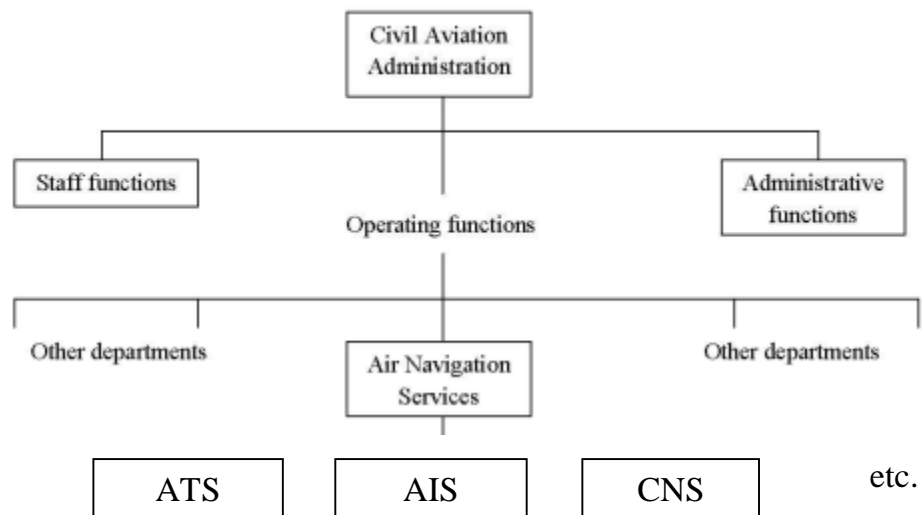 Civil Aviation
Administration
Staff functions
Administrative
functions
Operating functions
Other departments
Other departments
Air Navigation
Services
ATS
AIS
CNS
etc.